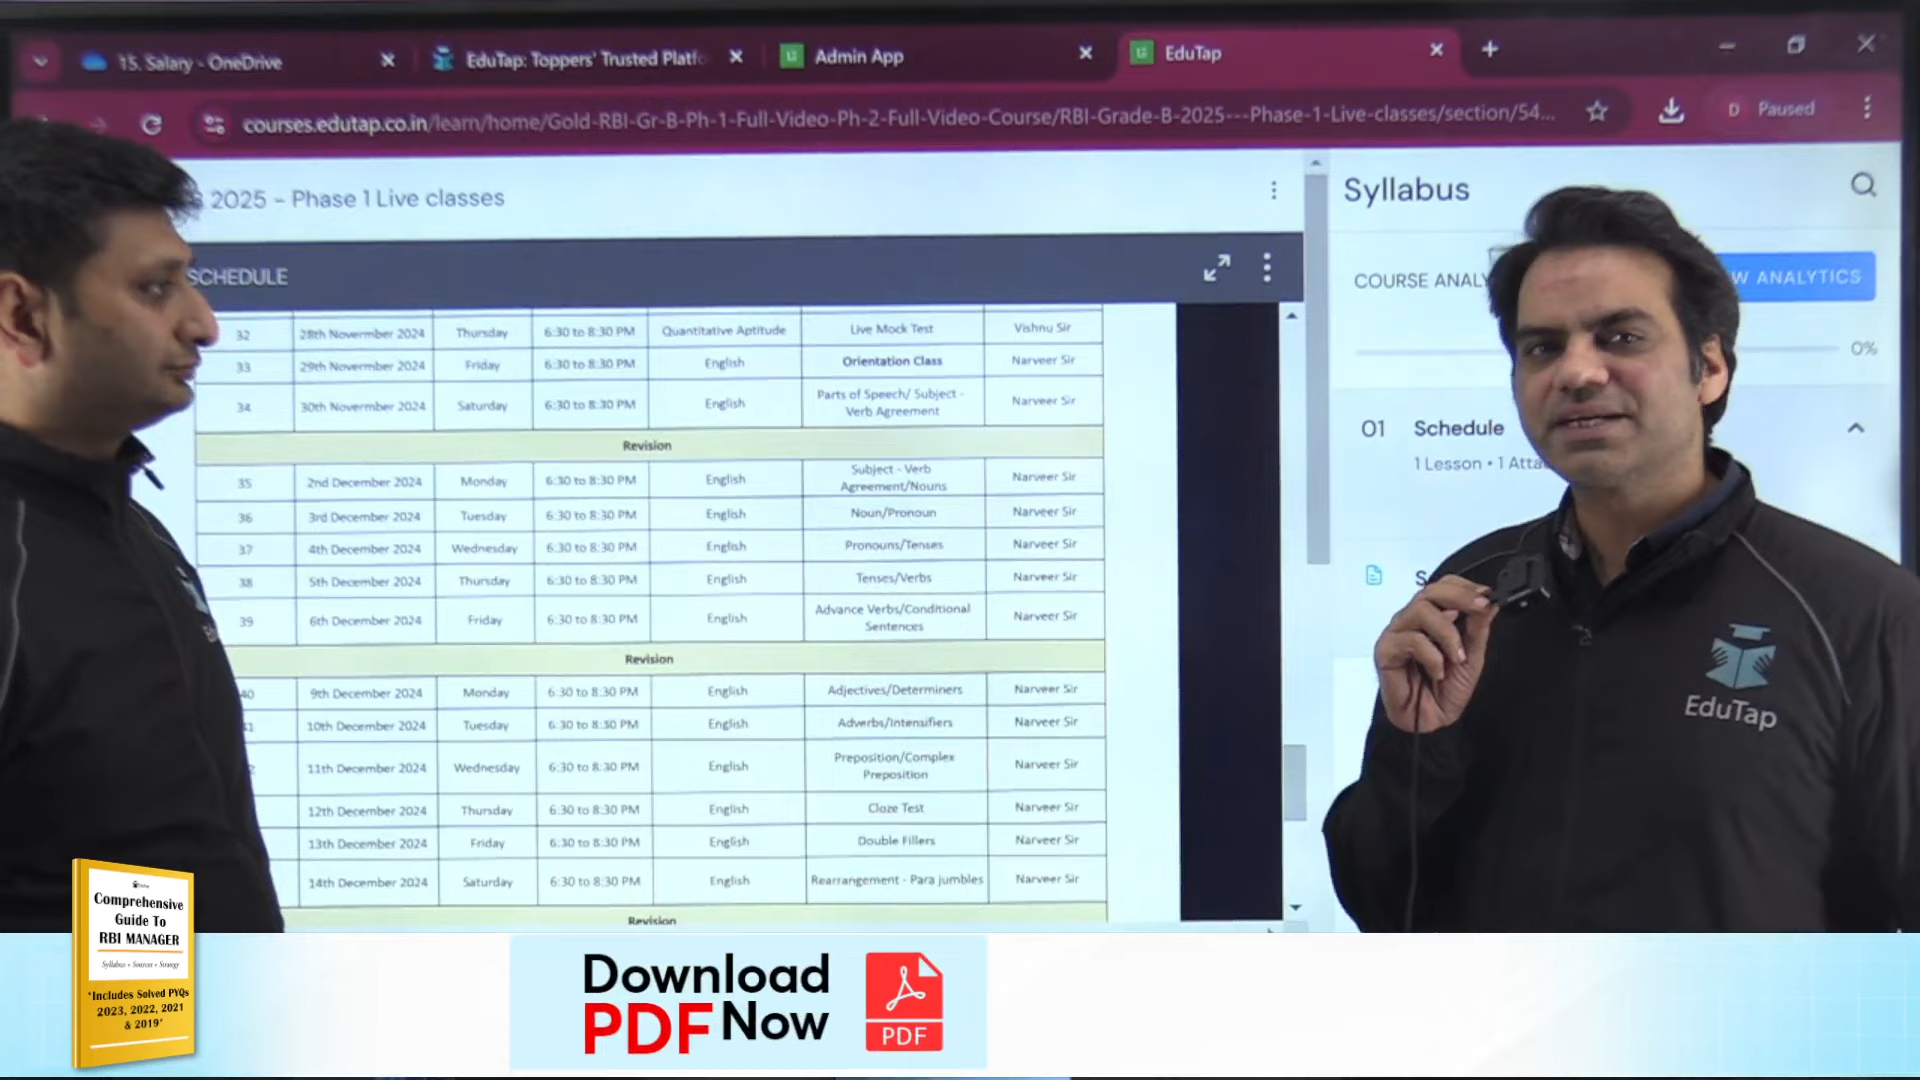 15. Salary - OneDrive
EduTap: Toppers' Trusted Platf
Admin App
EduTap
courses.edutap.co.in/learn/home/Gold-RBI-Gr-B-Ph-1-Full-Video-Ph-2-Full-Video-Course/RBI-Grade-B-2025---Phase-1-Live-classes/section/54...
D Paused
2025 - Phase 1 Live classes
SCHEDULE
32 28th Novermber 2024 Thursday 6:30 to 8:30 PM Quantitative Aptitude Live Mock Test Vishnu Sir
33 29th Novermber 2024 Friday 6:30 to 8:30 PM English Orientation Class Narveer Sir
34 30th Novermber 2024 Saturday 6:30 to 8:30 PM English Parts of Speech/ Subject - Verb Agreement Narveer Sir
Revision
35 2nd December 2024 Monday 6:30 to 8:30 PM English Subject - Verb Agreement/Nouns Narveer Sir
36 3rd December 2024 Tuesday 6:30 to 8:30 PM English Noun/Pronoun Narveer Sir
37 4th December 2024 Wednesday 6:30 to 8:30 PM English Pronouns/Tenses Narveer Sir
38 5th December 2024 Thursday 6:30 to 8:30 PM English Tenses/Verbs Narveer Sir
39 6th December 2024 Friday 6:30 to 8:30 PM English Advance Verbs/Conditional Sentences Narveer Sir
Revision
40 9th December 2024 Monday 6:30 to 8:30 PM English Adjectives/Determiners Narveer Sir
10th December 2024 Tuesday 6:30 to 8:30 PM English Adverbs/Intensifiers Narveer Sir
11th December 2024 Wednesday 6:30 to 8:30 PM English Preposition/Complex Preposition Narveer Sir
12th December 2024 Thursday 6:30 to 8:30 PM English Cloze Test Narveer Sir
13th December 2024 Friday 6:30 to 8:30 PM English Double Fillers Narveer Sir
14th December 2024 Saturday 6:30 to 8:30 PM English Rearrangement - Para jumbles Narveer Sir
Revision
Syllabus
COURSE ANALY
W ANALYTICS
0%
01 Schedule
1 Lesson • 1 Atta
EduTap
Comprehensive
Guide To
RBI MANAGER
Syllabus + Sources + Strategy
*Includes Solved PYQs
2023, 2022, 2021
& 2019*
Download
PDF Now
PDF